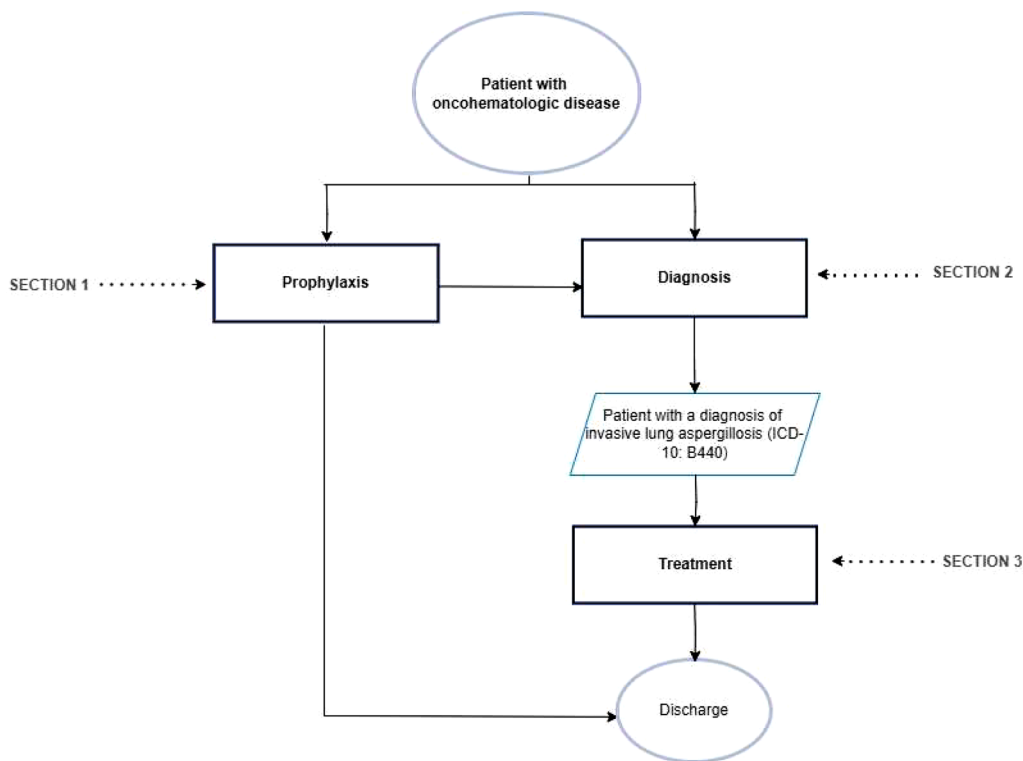 Patient with
oncohematologic disease
SECTION 1
Prophylaxis
Diagnosis
SECTION 2
Patient with a diagnosis of
invasive lung aspergillosis (ICD-
10: B440)
Treatment
SECTION 3
Discharge